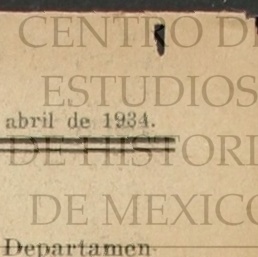 CENTRO DE
ESTUDIOS
abril de 1934.
DE HISTORI
DE MEXICO
Departamen-